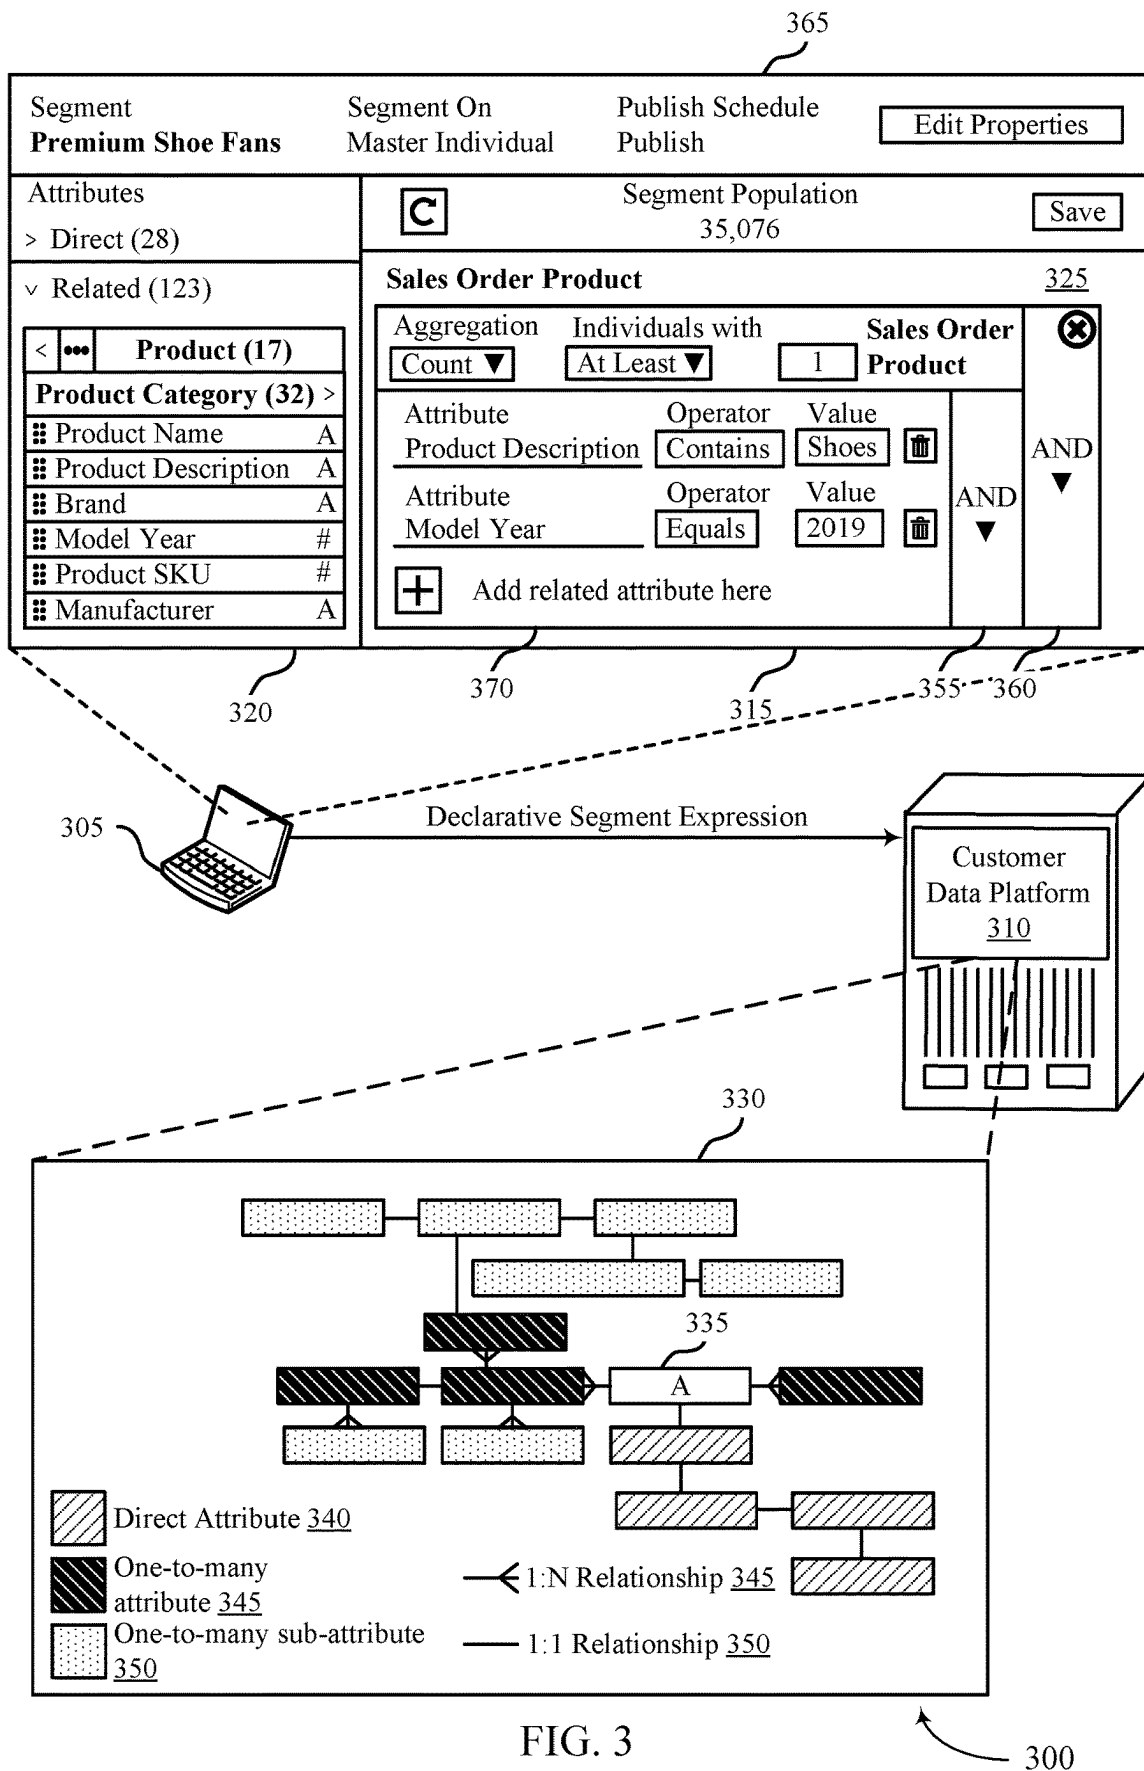 365
Segment
Premium Shoe Fans
Segment On
Master Individual
Publish Schedule
Publish
Edit Properties
Attributes
> Direct (28)
C
Segment Population
35,076
Save
v Related (123)
< ••• Product (17)
Product Category (32) >
Product Name A
Product Description A
Brand A
Model Year #
Product SKU #
Manufacturer A
Sales Order Product
325
Aggregation
Count ▼
Individuals with
At Least ▼
1
Sales Order
Product
Attribute
Product Description
Operator
Contains
Value
Shoes
Attribute
Model Year
Operator
Equals
Value
2019
+ Add related attribute here
AND
▼
AND
▼
320
370
315
355
360
305
Declarative Segment Expression
Customer
Data Platform
310
330
335
A
Direct Attribute 340
One-to-many
attribute 345
One-to-many sub-attribute
350
1:N Relationship 345
1:1 Relationship 350
FIG. 3
300